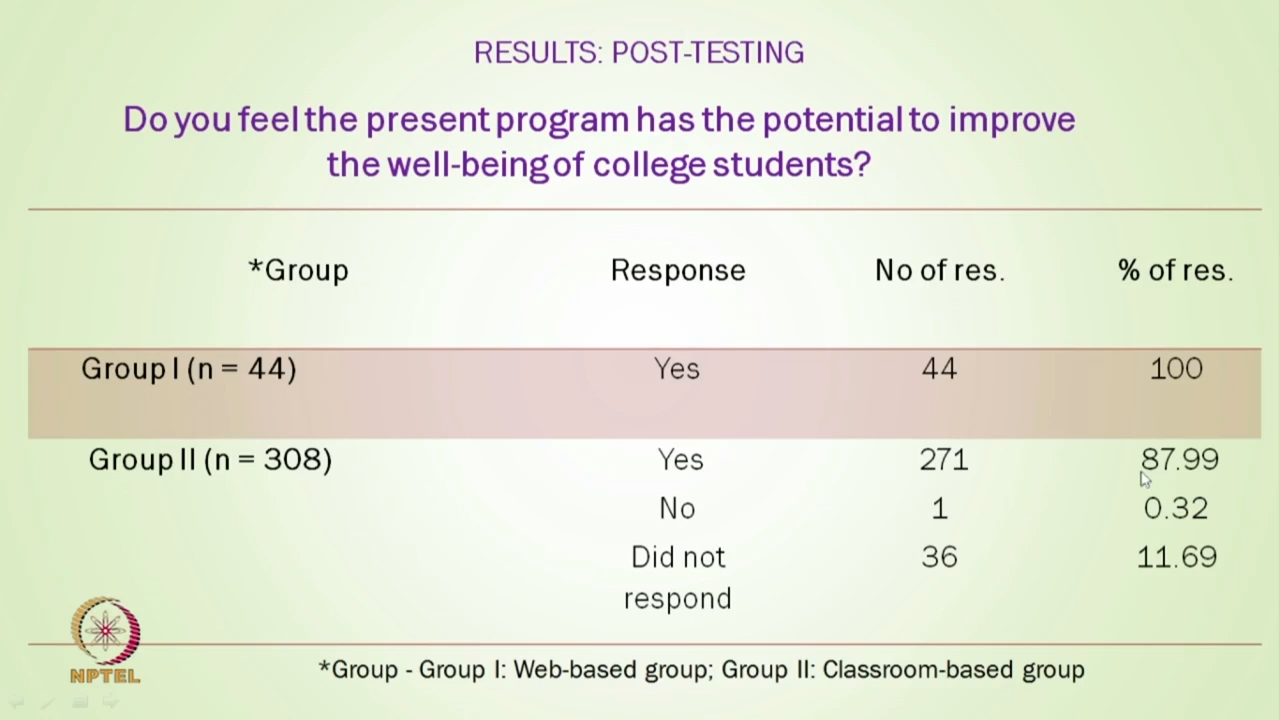 RESULTS: POST-TESTING
Do you feel the present program has the potential to improve
the well-being of college students?
*Group Response No of res. % of res.
Group I (n = 44) Yes 44 100
Group II (n = 308) Yes 271 87.99
No 1 0.32
Did not 36 11.69
respond
NPTEL
*Group - Group I: Web-based group; Group II: Classroom-based group